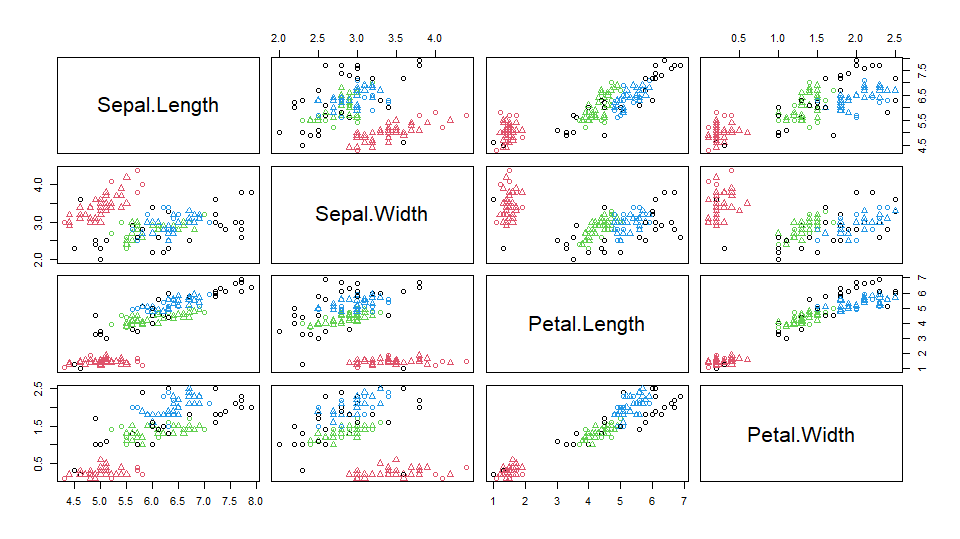 2.0 2.5 3.0 3.5 4.0
0.5 1.0 1.5 2.0 2.5
Sepal.Length
4.5 5.5 6.5 7.5
2.0 3.0 4.0
Sepal.Width
Petal.Length
1 2 3 4 5 6 7
0.5 1.5 2.5
Petal.Width
4.5 5.0 5.5 6.0 6.5 7.0 7.5 8.0
1 2 3 4 5 6 7